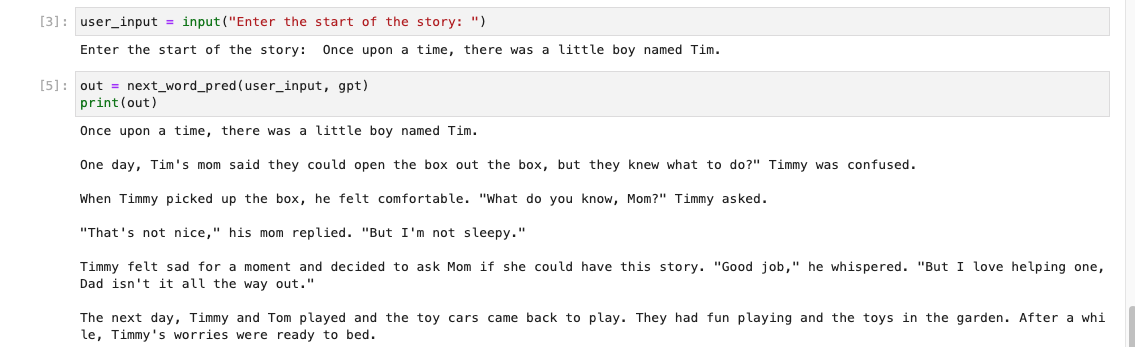 [3]: user_input = input("Enter the start of the story: ")
Enter the start of the story:  Once upon a time, there was a little boy named Tim.
[5]: out = next_word_pred(user_input, gpt)
print(out)
Once upon a time, there was a little boy named Tim.
One day, Tim's mom said they could open the box out the box, but they knew what to do?" Timmy was confused.
When Timmy picked up the box, he felt comfortable. "What do you know, Mom?" Timmy asked.
"That's not nice," his mom replied. "But I'm not sleepy."
Timmy felt sad for a moment and decided to ask Mom if she could have this story. "Good job," he whispered. "But I love helping one,
Dad isn't it all the way out."
The next day, Timmy and Tom played and the toy cars came back to play. They had fun playing and the toys in the garden. After a whi
le, Timmy's worries were ready to bed.